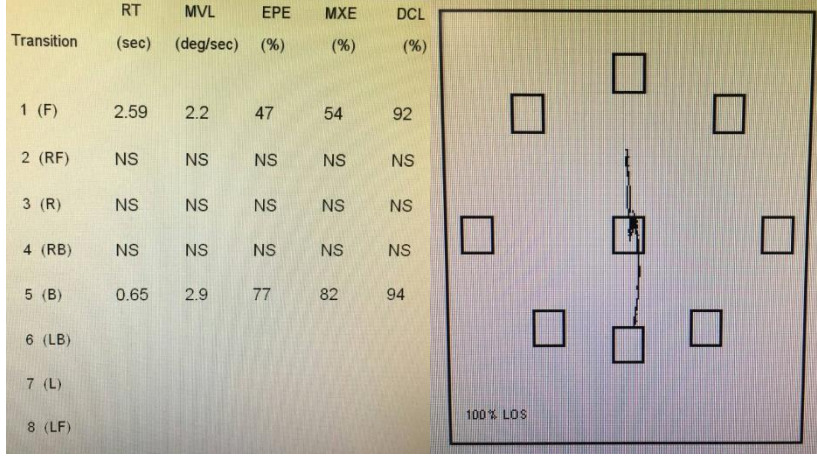 RT MVL EPE MXE DCL
Transition (sec) (deg/sec) (%) (%) (%)
1 (F) 2.59 2.2 47 54 92
2 (RF) NS NS NS NS NS
3 (R) NS NS NS NS NS
4 (RB) NS NS NS NS NS
5 (B) 0.65 2.9 77 82 94
6 (LB)
7 (L)
8 (LF)
100% LOS